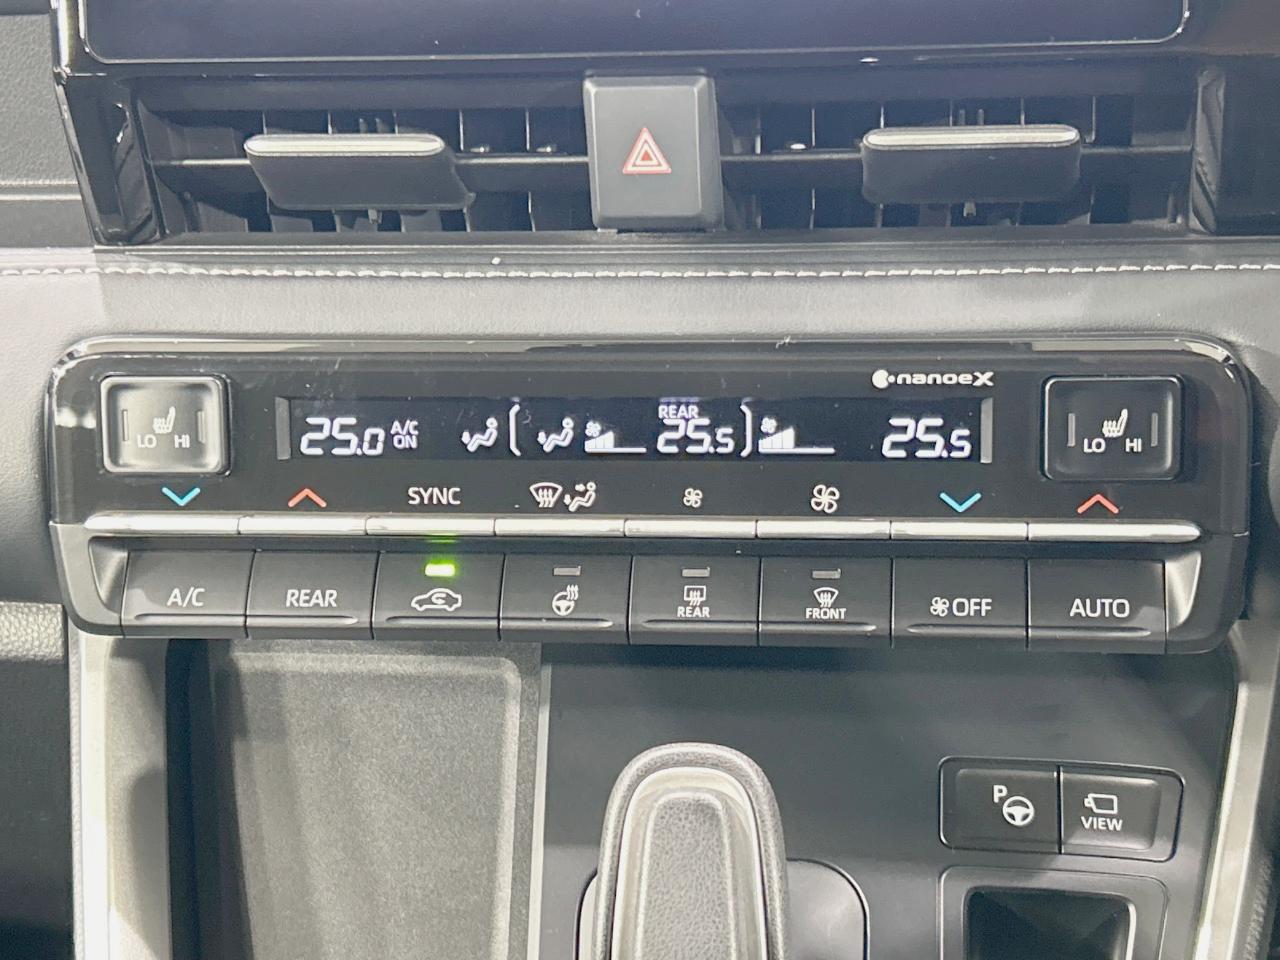 nanoeX
LO HI
25.0 A/C ON
REAR
25.5
25.5
LO HI
SYNC
A/C
REAR
REAR
FRONT
OFF
AUTO
P
VIEW